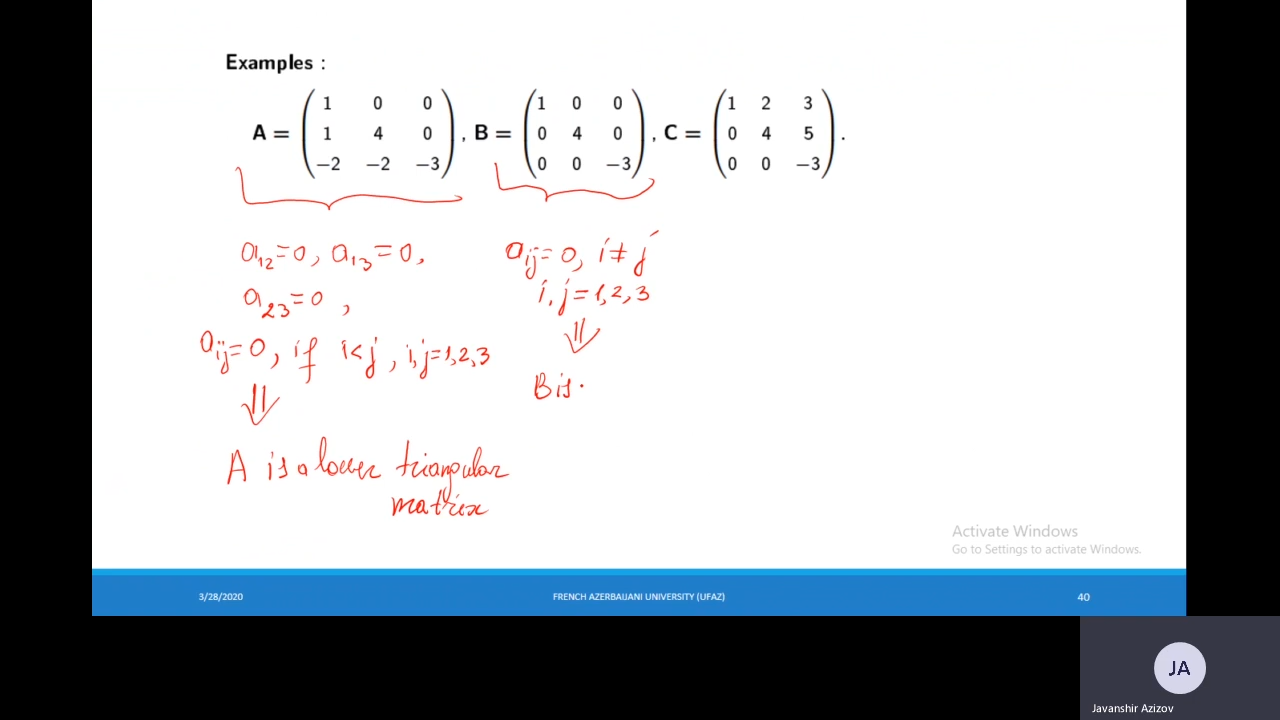 Examples :
A = ( 1 0 0
1 4 0
−2 −2 −3 ) , B = ( 1 0 0
0 4 0
0 0 −3 ) , C = ( 1 2 3
0 4 5
0 0 −3 ) .
a12=0, a13=0,
a23=0 ,
aij=0, if i<j , i,j=1,2,3
⇓
A is a lower triangular
matrix
aij=0, i≠j
i,j=1,2,3
⇓
B is.
Activate Windows
Go to Settings to activate Windows.
3/28/2020
FRENCH AZERBAIJANI UNIVERSITY (UFAZ)
40
JA
Javanshir Azizov